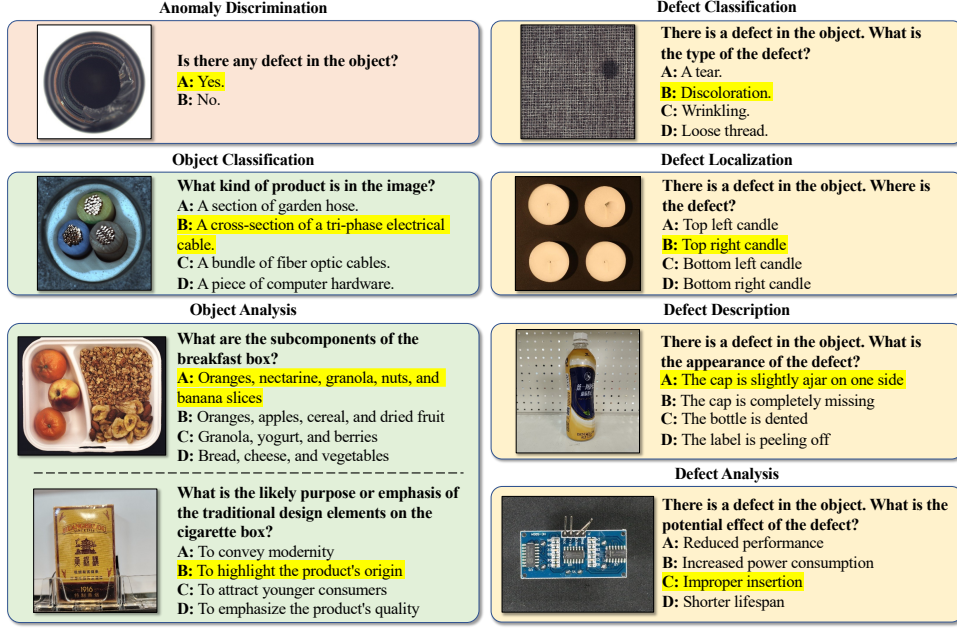 Anomaly Discrimination
Is there any defect in the object?
A: Yes.
B: No.
Object Classification
What kind of product is in the image?
A: A section of garden hose.
B: A cross-section of a tri-phase electrical
cable.
C: A bundle of fiber optic cables.
D: A piece of computer hardware.
Object Analysis
What are the subcomponents of the
breakfast box?
A: Oranges, nectarine, granola, nuts, and
banana slices
B: Oranges, apples, cereal, and dried fruit
C: Granola, yogurt, and berries
D: Bread, cheese, and vegetables
1916
What is the likely purpose or emphasis of
the traditional design elements on the
cigarette box?
A: To convey modernity
B: To highlight the product's origin
C: To attract younger consumers
D: To emphasize the product's quality
Defect Classification
There is a defect in the object. What is
the type of the defect?
A: A tear.
B: Discoloration.
C: Wrinkling.
D: Loose thread.
Defect Localization
There is a defect in the object. Where is
the defect?
A: Top left candle
B: Top right candle
C: Bottom left candle
D: Bottom right candle
Defect Description
There is a defect in the object. What is
the appearance of the defect?
A: The cap is slightly ajar on one side
B: The cap is completely missing
C: The bottle is dented
D: The label is peeling off
Defect Analysis
There is a defect in the object. What is the
potential effect of the defect?
A: Reduced performance
B: Increased power consumption
C: Improper insertion
D: Shorter lifespan